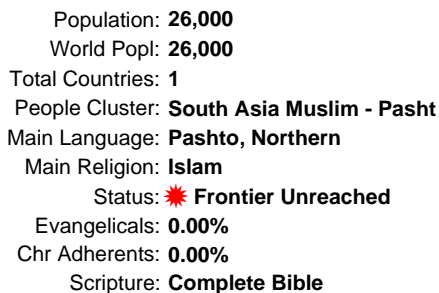 Population: 26,000
World Popl: 26,000
Total Countries: 1
People Cluster: South Asia Muslim - Pasht
Main Language: Pashto, Northern
Main Religion: Islam
Status: Frontier Unreached
Evangelicals: 0.00%
Chr Adherents: 0.00%
Scripture: Complete Bible